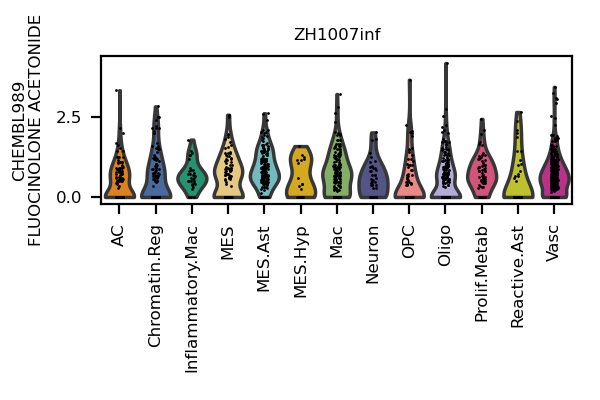 ZH1007inf
CHEMBL989
FLUOCINOLONE ACETONIDE
2.5
0.0
AC
Chromatin.Reg
Inflammatory.Mac
MES
MES.Ast
MES.Hyp
Mac
Neuron
OPC
Oligo
Prolif.Metab
Reactive.Ast
Vasc